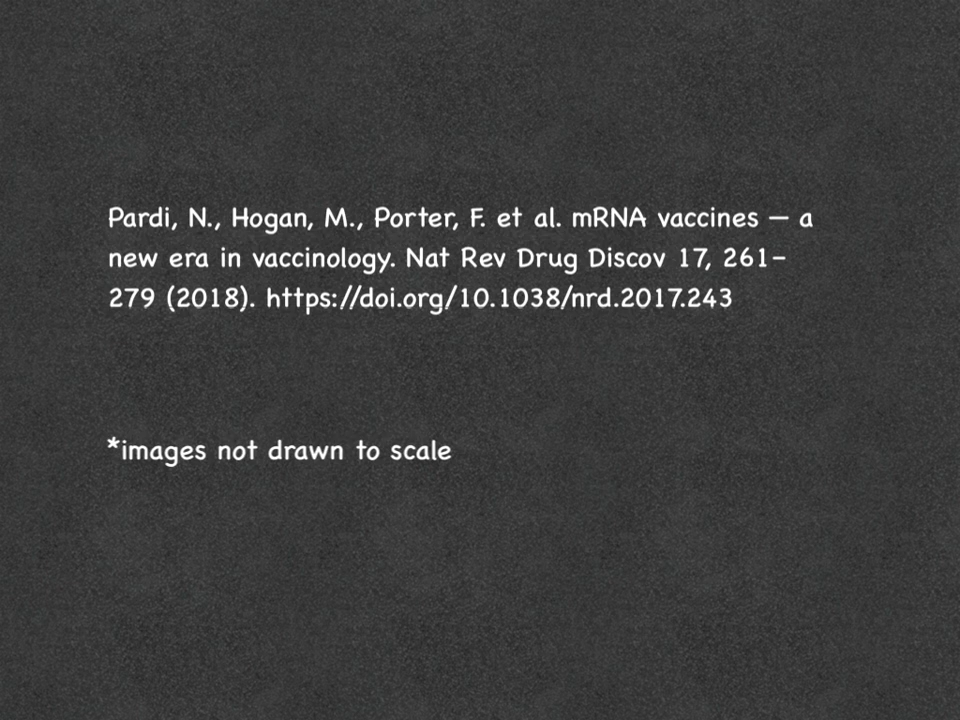 Pardi, N., Hogan, M., Porter, F. et al. mRNA vaccines — a
new era in vaccinology. Nat Rev Drug Discov 17, 261–
279 (2018). https://doi.org/10.1038/nrd.2017.243
*images not drawn to scale